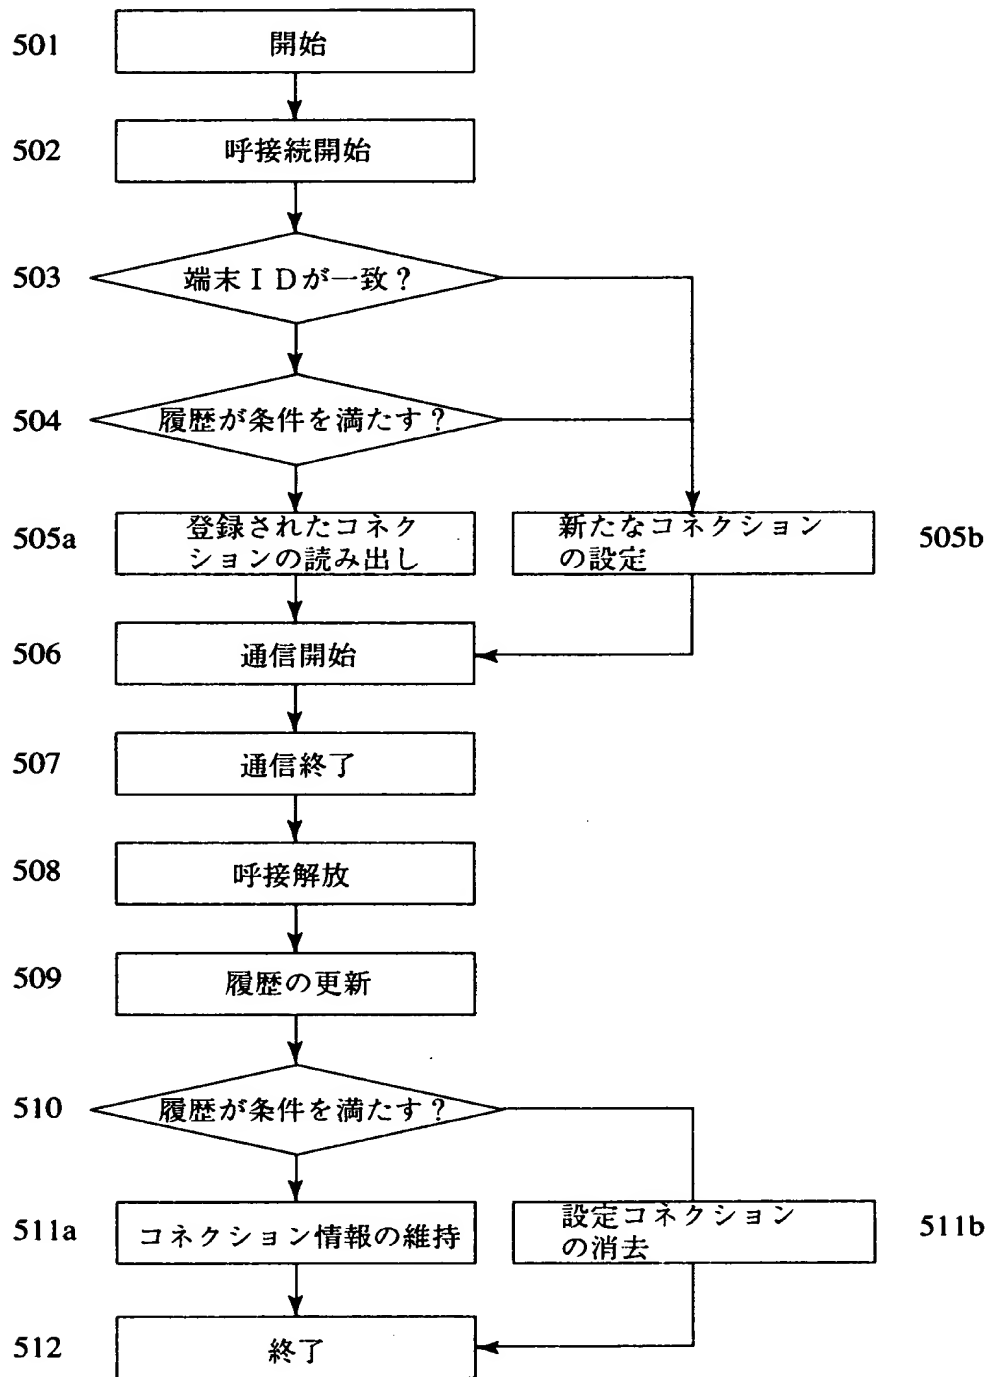 501
開始
502
呼接続開始
503
端末ＩＤが一致？
504
履歴が条件を満たす？
505a
登録されたコネク
ションの読み出し
新たなコネクション
の設定
505b
506
通信開始
507
通信終了
508
呼接解放
509
履歴の更新
510
履歴が条件を満たす？
511a
コネクション情報の維持
設定コネクション
の消去
511b
512
終了